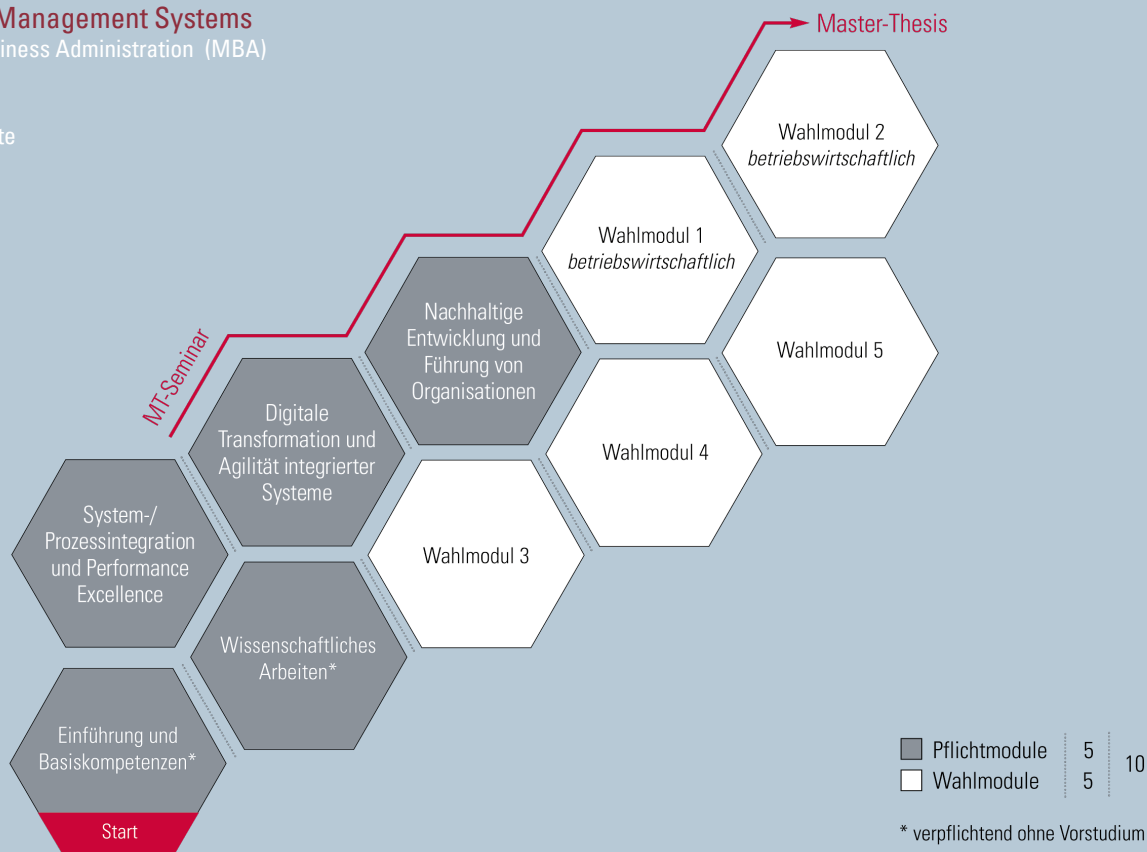 Management Systems
iness Administration (MBA)
te
Master-Thesis
Wahlmodul 2
betriebswirtschaftlich
Wahlmodul 1
betriebswirtschaftlich
Nachhaltige
Entwicklung und
Führung von
Organisationen
Wahlmodul 5
MT-Seminar
Digitale
Transformation und
Agilität integrierter
Systeme
Wahlmodul 4
System-/
Prozessintegration
und Performance
Excellence
Wahlmodul 3
Wissenschaftliches
Arbeiten*
Einführung und
Basiskompetenzen*
Start
Pflichtmodule 5
10
Wahlmodule 5
* verpflichtend ohne Vorstudium